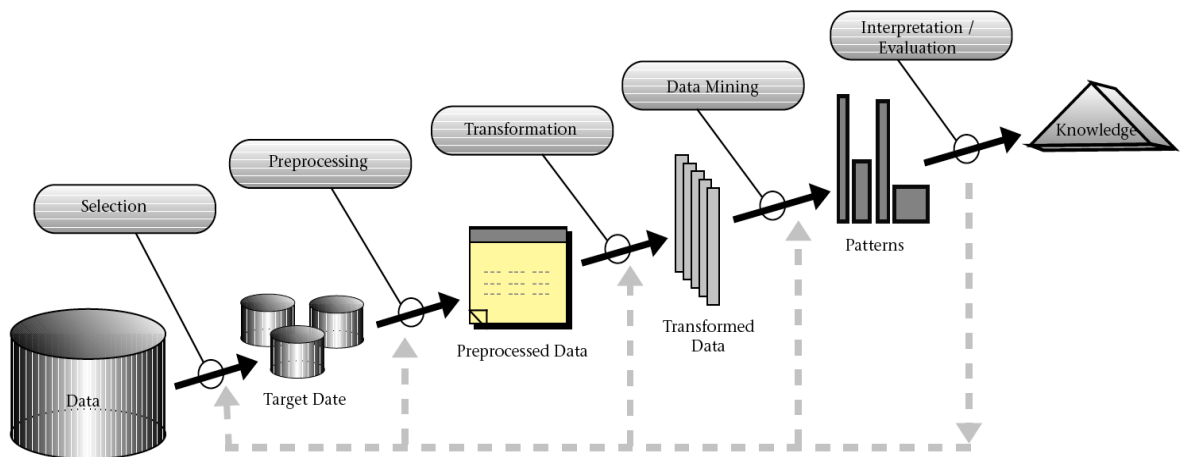 Interpretation /
Evaluation
Data Mining
Transformation
Preprocessing
Selection
Knowledge
Patterns
Transformed
Data
Preprocessed Data
Target Date
Data